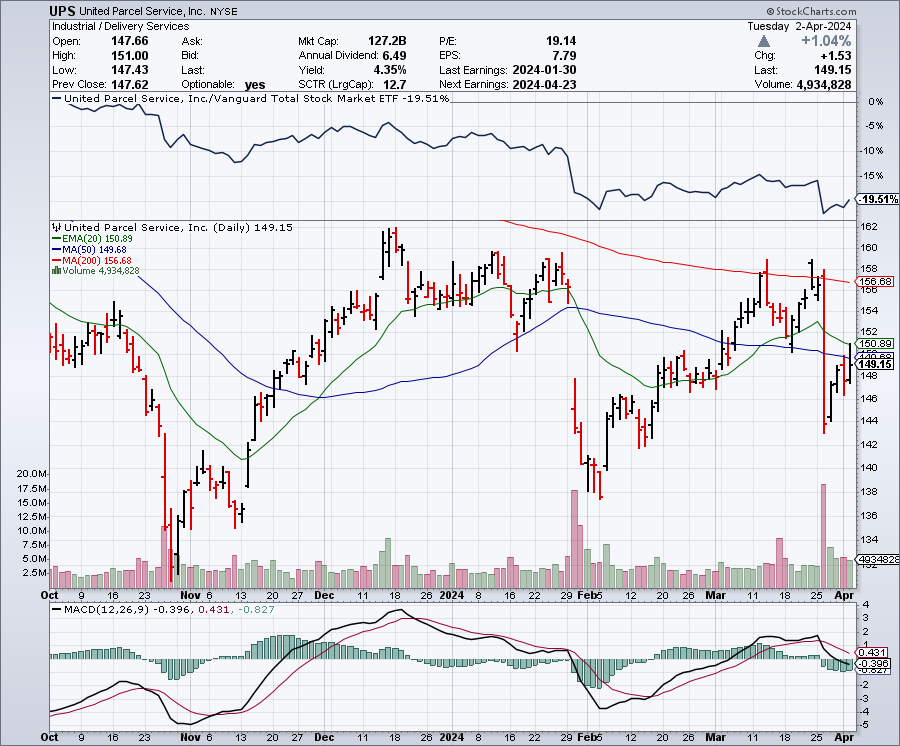 UPS United Parcel Service, Inc. NYSE © StockCharts.com
Industrial / Delivery Services Tuesday 2-Apr-2024
Open: 147.66 Ask: Mkt Cap: 127.2B P/E: 19.14 +1.04%
High: 151.00 Bid: Annual Dividend: 6.49 EPS: 7.79 Chg: +1.53
Low: 147.43 Last: Yield: 4.35% Last Earnings: 2024-01-30 Last: 149.15
Prev Close: 147.62 Optionable: yes SCTR (LrgCap): 12.7 Next Earnings: 2024-04-23 Volume: 4,934,828
United Parcel Service, Inc./Vanguard Total Stock Market ETF -19.51%
0%
-5%
-10%
-15%
-19.51%
United Parcel Service, Inc. (Daily) 149.15
EMA(20) 150.89
MA(50) 149.68
MA(200) 156.68
Volume 4,934,828
162
160
158
156.68
156
154
152
150.89
149.68
149.15
148
146
144
142
140
138
136
134
4934828
132
20.0M
17.5M
15.0M
12.5M
10.0M
7.5M
5.0M
2.5M
Oct 9 16 23 Nov 6 13 20 27 Dec 11 18 26 2024 8 16 22 29 Feb 5 12 20 26 Mar 11 18 25 Apr
MACD(12,26,9) -0.396, 0.431, -0.827
4
3
2
1
0.431
-0.396
-0.827
-2
-3
-4
-5
Oct 9 16 23 Nov 6 13 20 27 Dec 11 18 26 2024 8 16 22 29 Feb 5 12 20 26 Mar 11 18 25 Apr